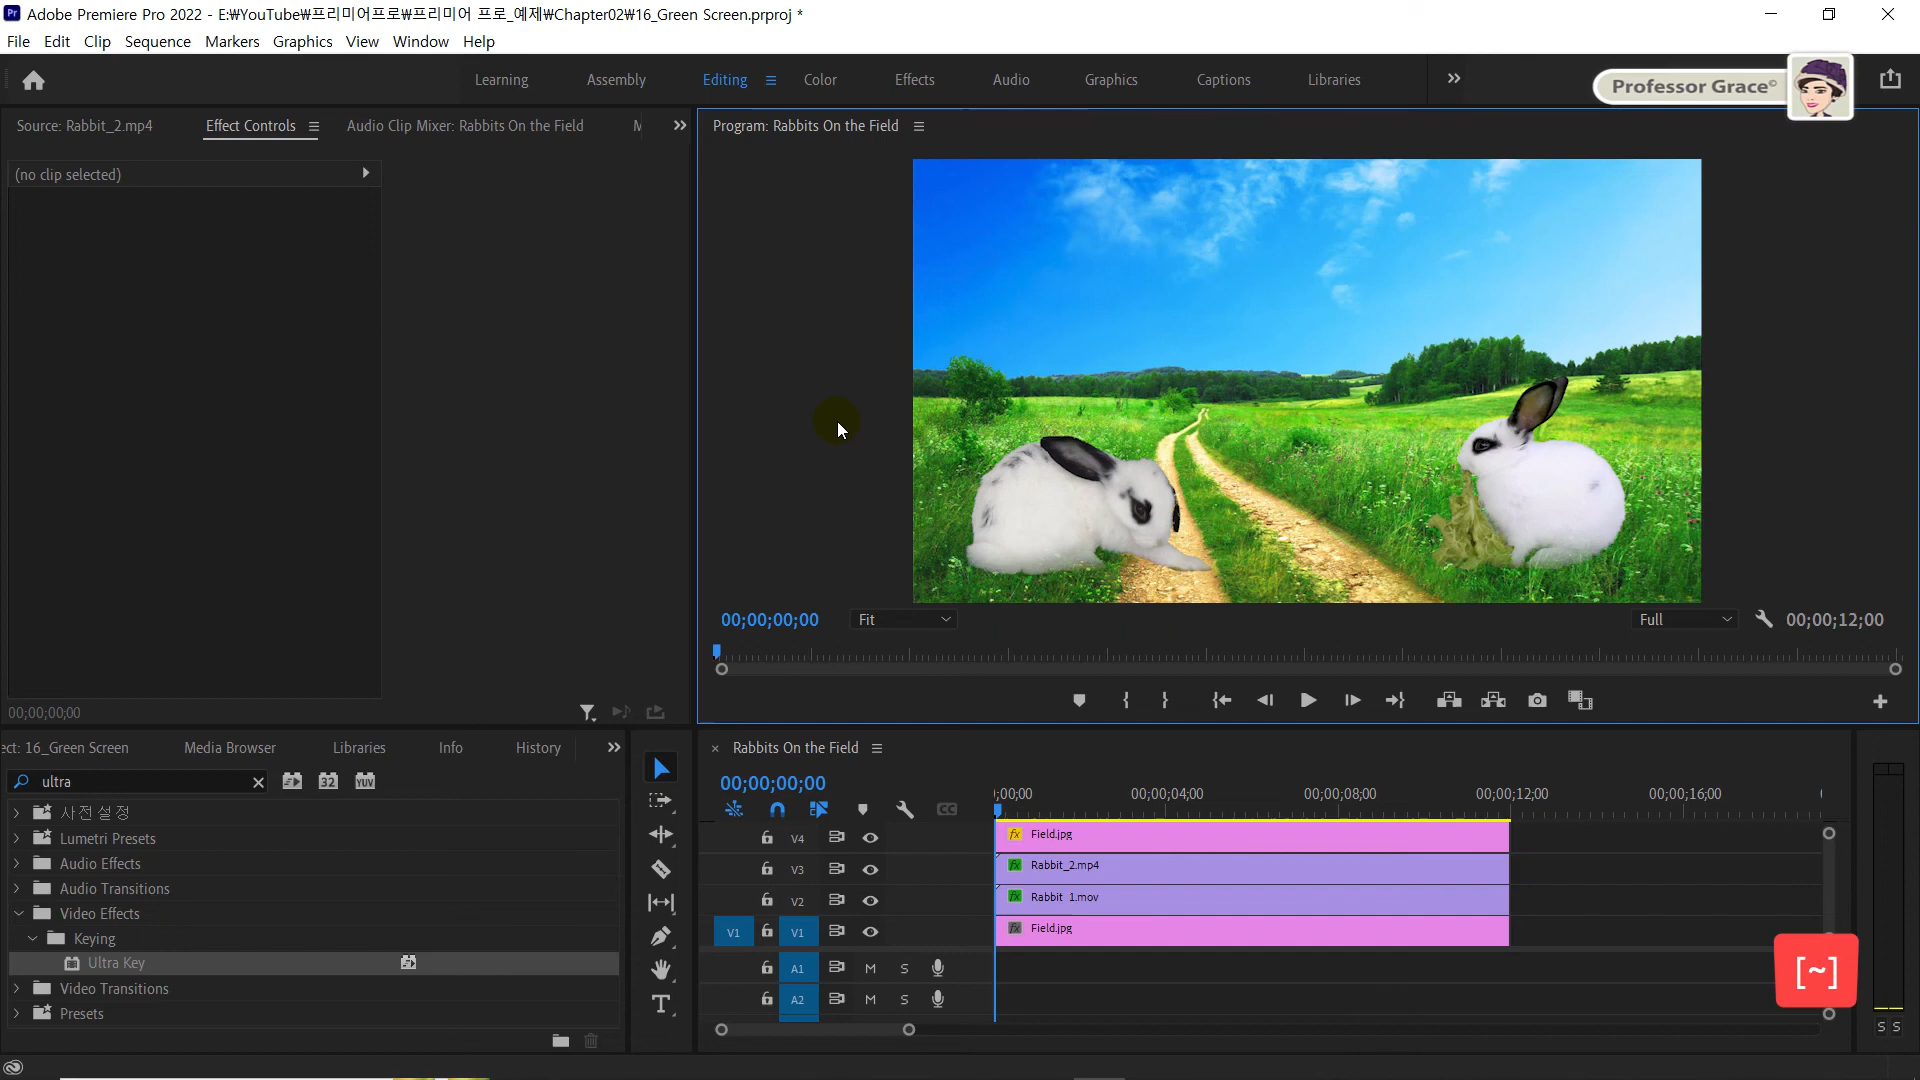 Adobe Premiere Pro 2022 - E:₩YouTube₩프리미어프로₩프리미어 프로_예제₩Chapter02₩16_Green Screen.prproj *
File Edit Clip Sequence Markers Graphics View Window Help
Learning Assembly Editing Color Effects Audio Graphics Captions Libraries
Professor Grace©
Source: Rabbit_2.mp4 Effect Controls Audio Clip Mixer: Rabbits On the Field
Program: Rabbits On the Field
(no clip selected)
00;00;00;00 Fit Full 00;00;12;00
00;00;00;00
ect: 16_Green Screen Media Browser Libraries Info History
ultra
32 YUV
사전 설정
Lumetri Presets
Audio Effects
Audio Transitions
Video Effects
Keying
Ultra Key
Video Transitions
Presets
Rabbits On the Field
00;00;00;00
;00;00 00;00;04;00 00;00;08;00 00;00;12;00 00;00;16;00
CC
V4 fx Field.jpg
V3 fx Rabbit_2.mp4
V2 fx Rabbit_1.mov
V1 V1 fx Field.jpg
A1 M S
A2 M S
[~]
S S